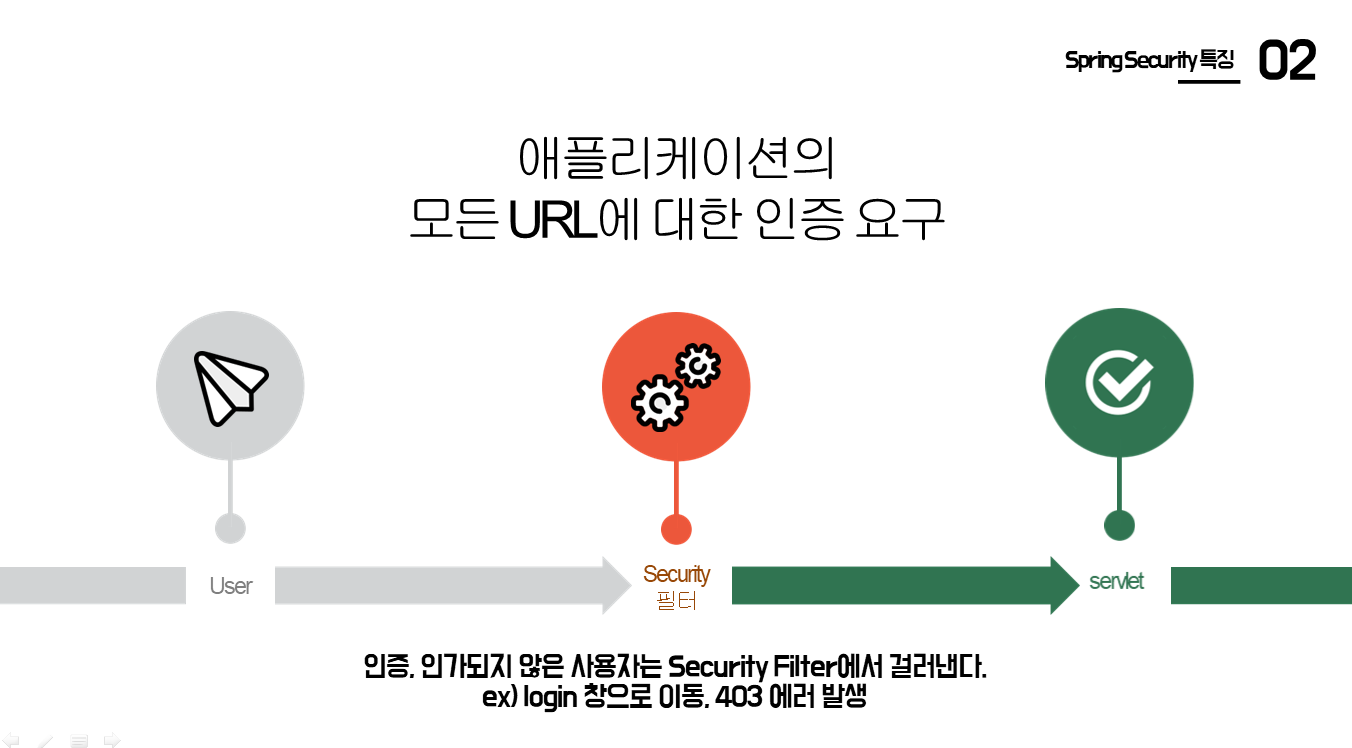 Spring Security 특징 02
애플리케이션의
모든 URL에 대한 인증 요구
User
Security
필터
servlet
인증, 인가되지 않은 사용자는 Security Filter에서 걸러낸다.
ex) login 창으로 이동, 403 에러 발생